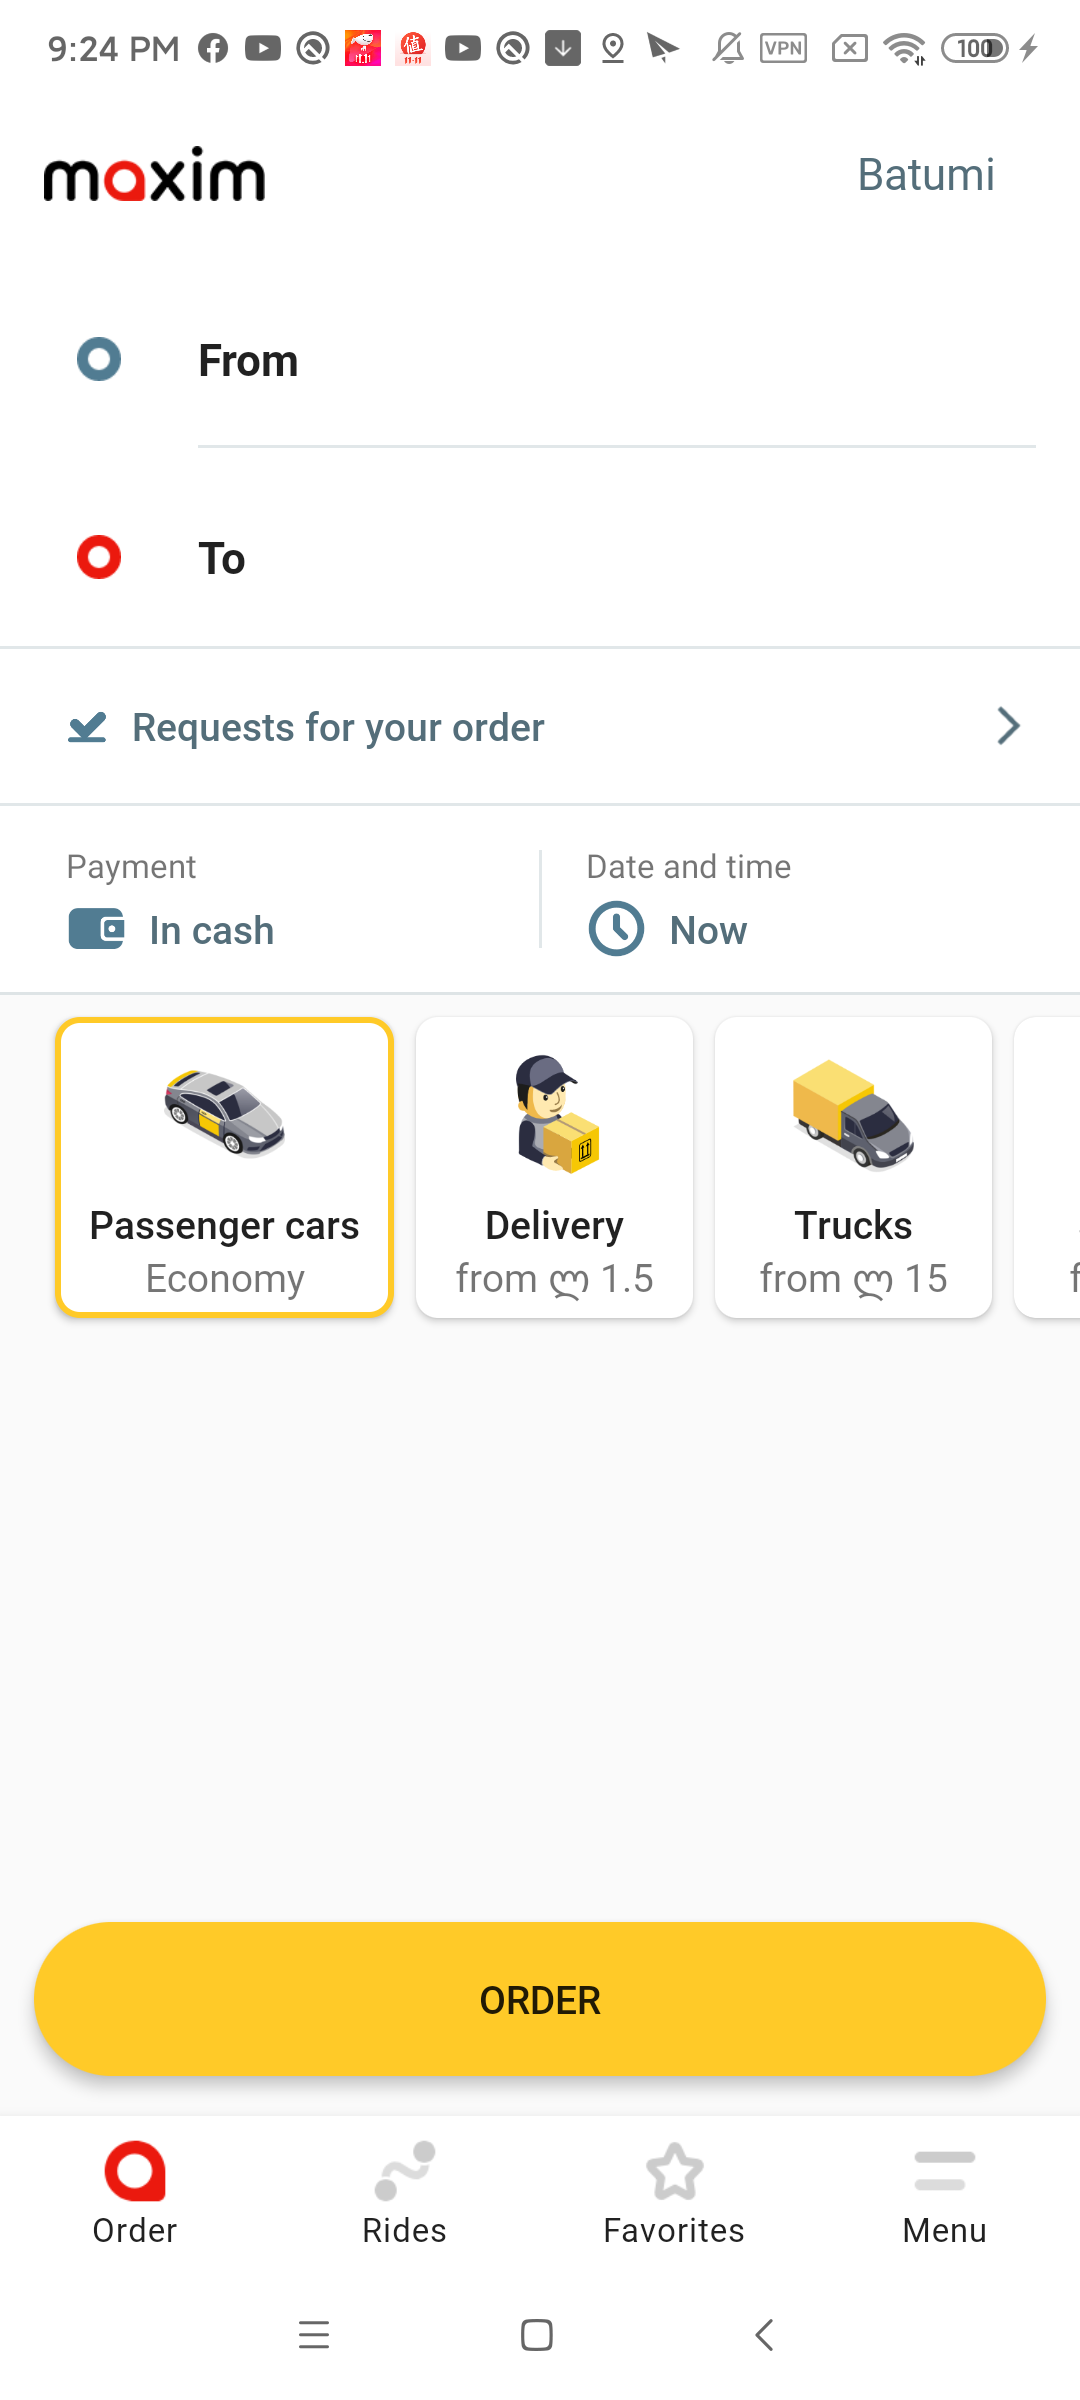 9:24 PM
VPN
100
maxim
Batumi
From
To
Requests for your order
Payment
Date and time
In cash
Now
Passenger cars
Economy
Delivery
from ლ 1.5
Trucks
from ლ 15
f
ORDER
Order
Rides
Favorites
Menu